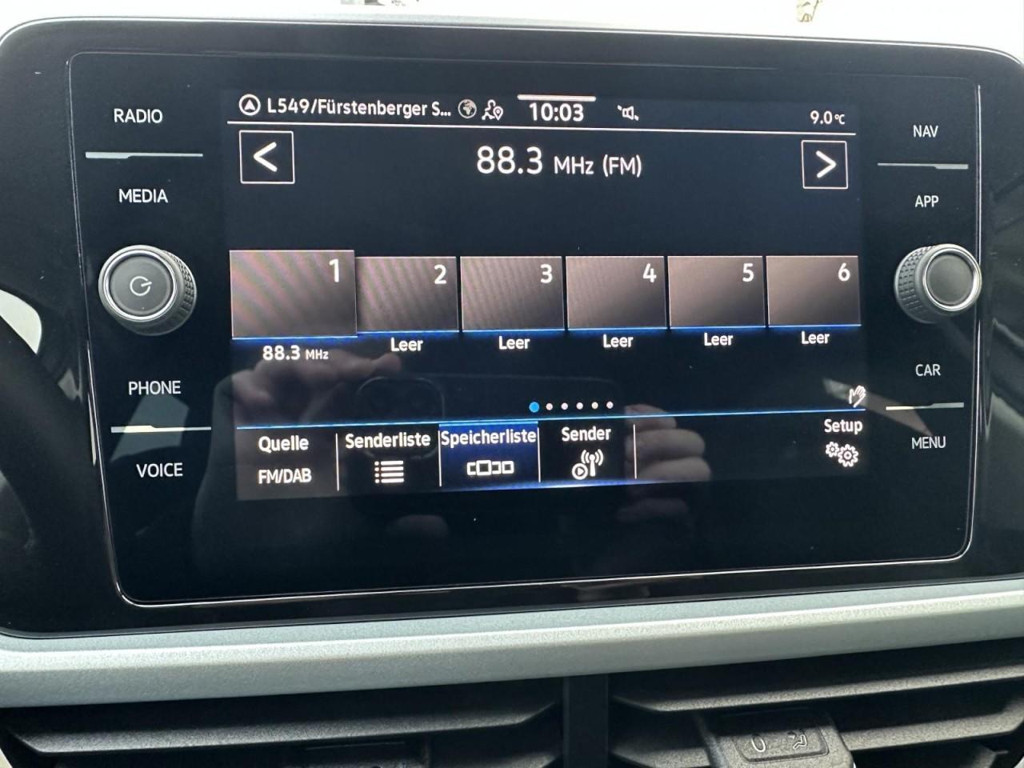 L549/Fürstenberger S... 10:03 9.0°C
88.3 MHz (FM)
RADIO
MEDIA
PHONE
VOICE
NAV
APP
CAR
MENU
1 2 3 4 5 6
88.3 MHz Leer Leer Leer Leer Leer
Quelle Senderliste Speicherliste Sender Setup
FM/DAB